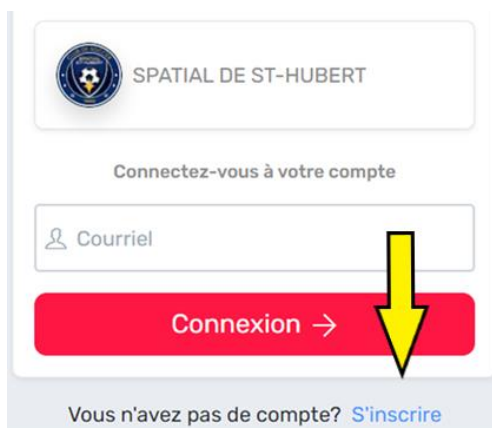 SPATIAL DE ST-HUBERT
Connectez-vous à votre compte
Courriel
Connexion →
Vous n'avez pas de compte? S'inscrire